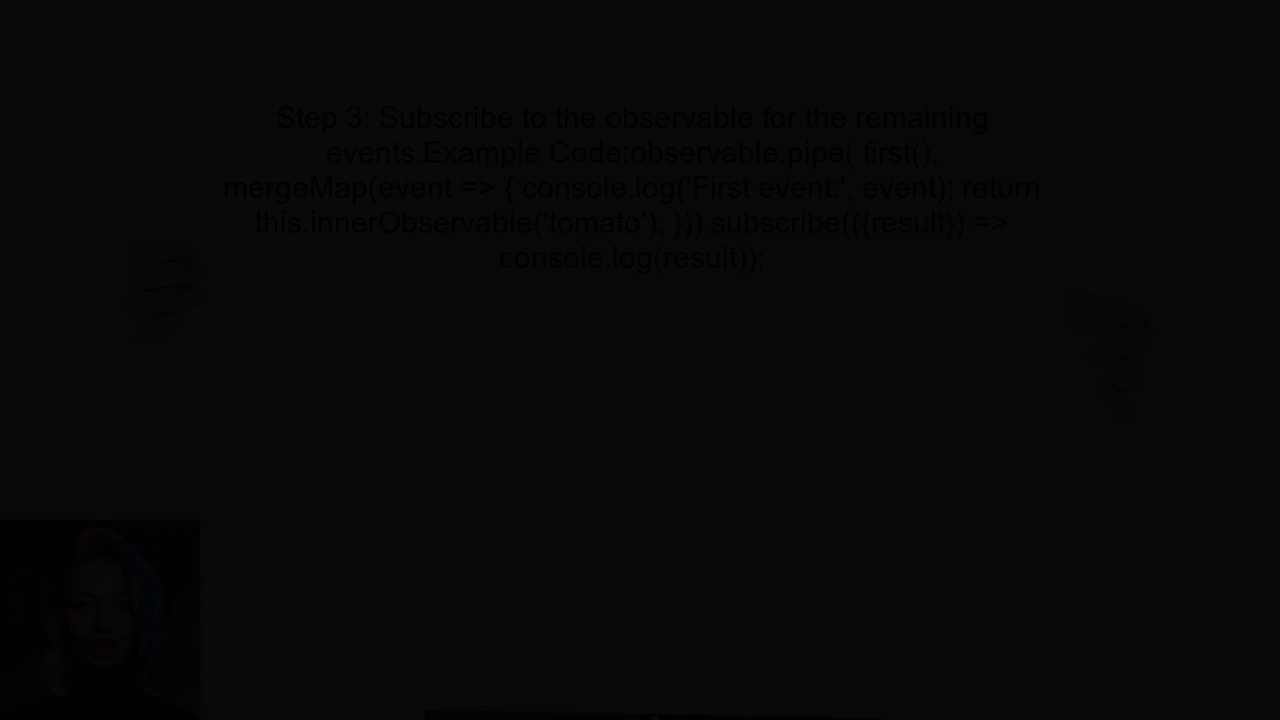 Step 3: Subscribe to the observable for the remaining
events.Example Code:observable.pipe( first(),
mergeMap(event => { console.log('First event:', event); return
this.innerObservable('tomato'); })).subscribe(({result}) =>
console.log(result));